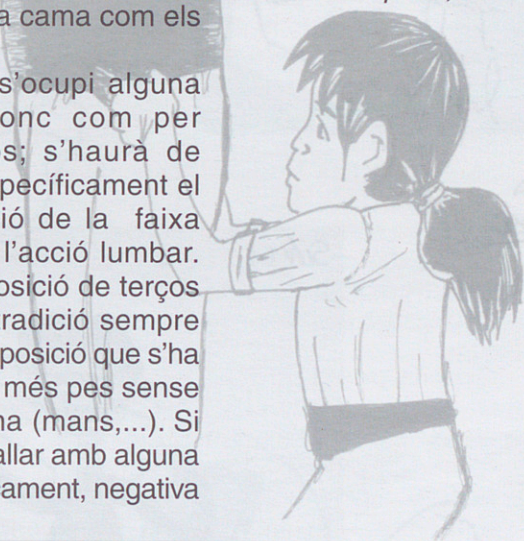 a cama com els
s'ocupi alguna
onc com per
s; s'haurà de
pecíficament el
ió de la faixa
l'acció lumbar.
osició de terços
radició sempre
posició que s'ha
més pes sense
na (mans,...). Si
allar amb alguna
ament, negativa